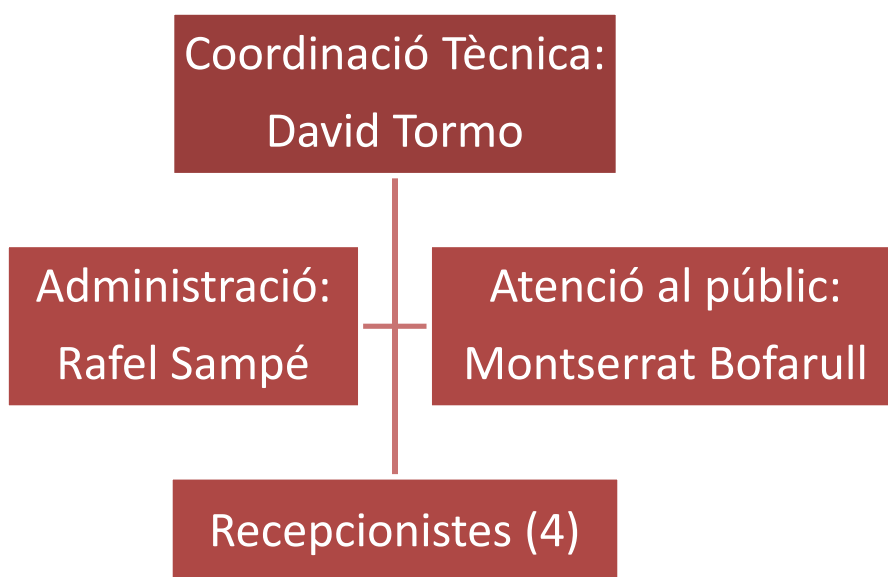 Coordinació Tècnica:
David Tormo
Administració:
Rafel Sampé
Atenció al públic:
Montserrat Bofarull
Recepcionistes (4)